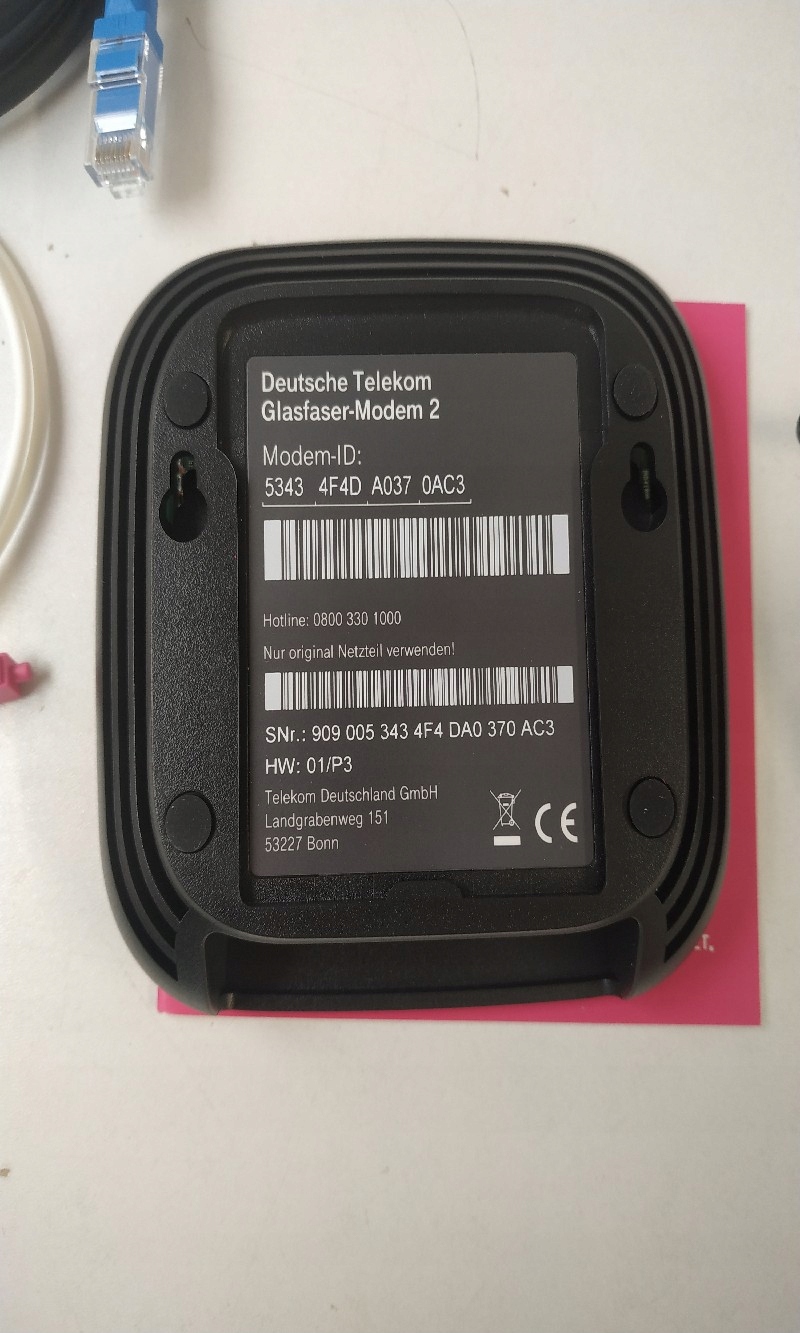 Deutsche Telekom
Glasfaser-Modem 2
Modem-ID:
5343 4F4D A037 0AC3
Hotline: 0800 330 1000
Nur original Netzteil verwenden!
SNr.: 909 005 343 4F4 DA0 370 AC3
HW: 01/P3
Telekom Deutschland GmbH
Landgrabenweg 151
53227 Bonn
CE